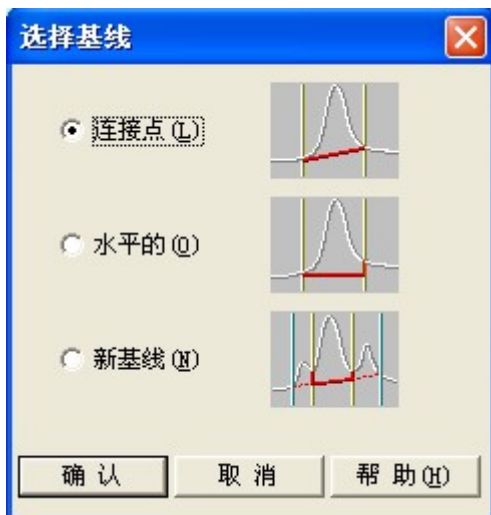 选择基线
连接点(L)
水平的(O)
新基线(N)
确 认 取 消 帮 助(H)